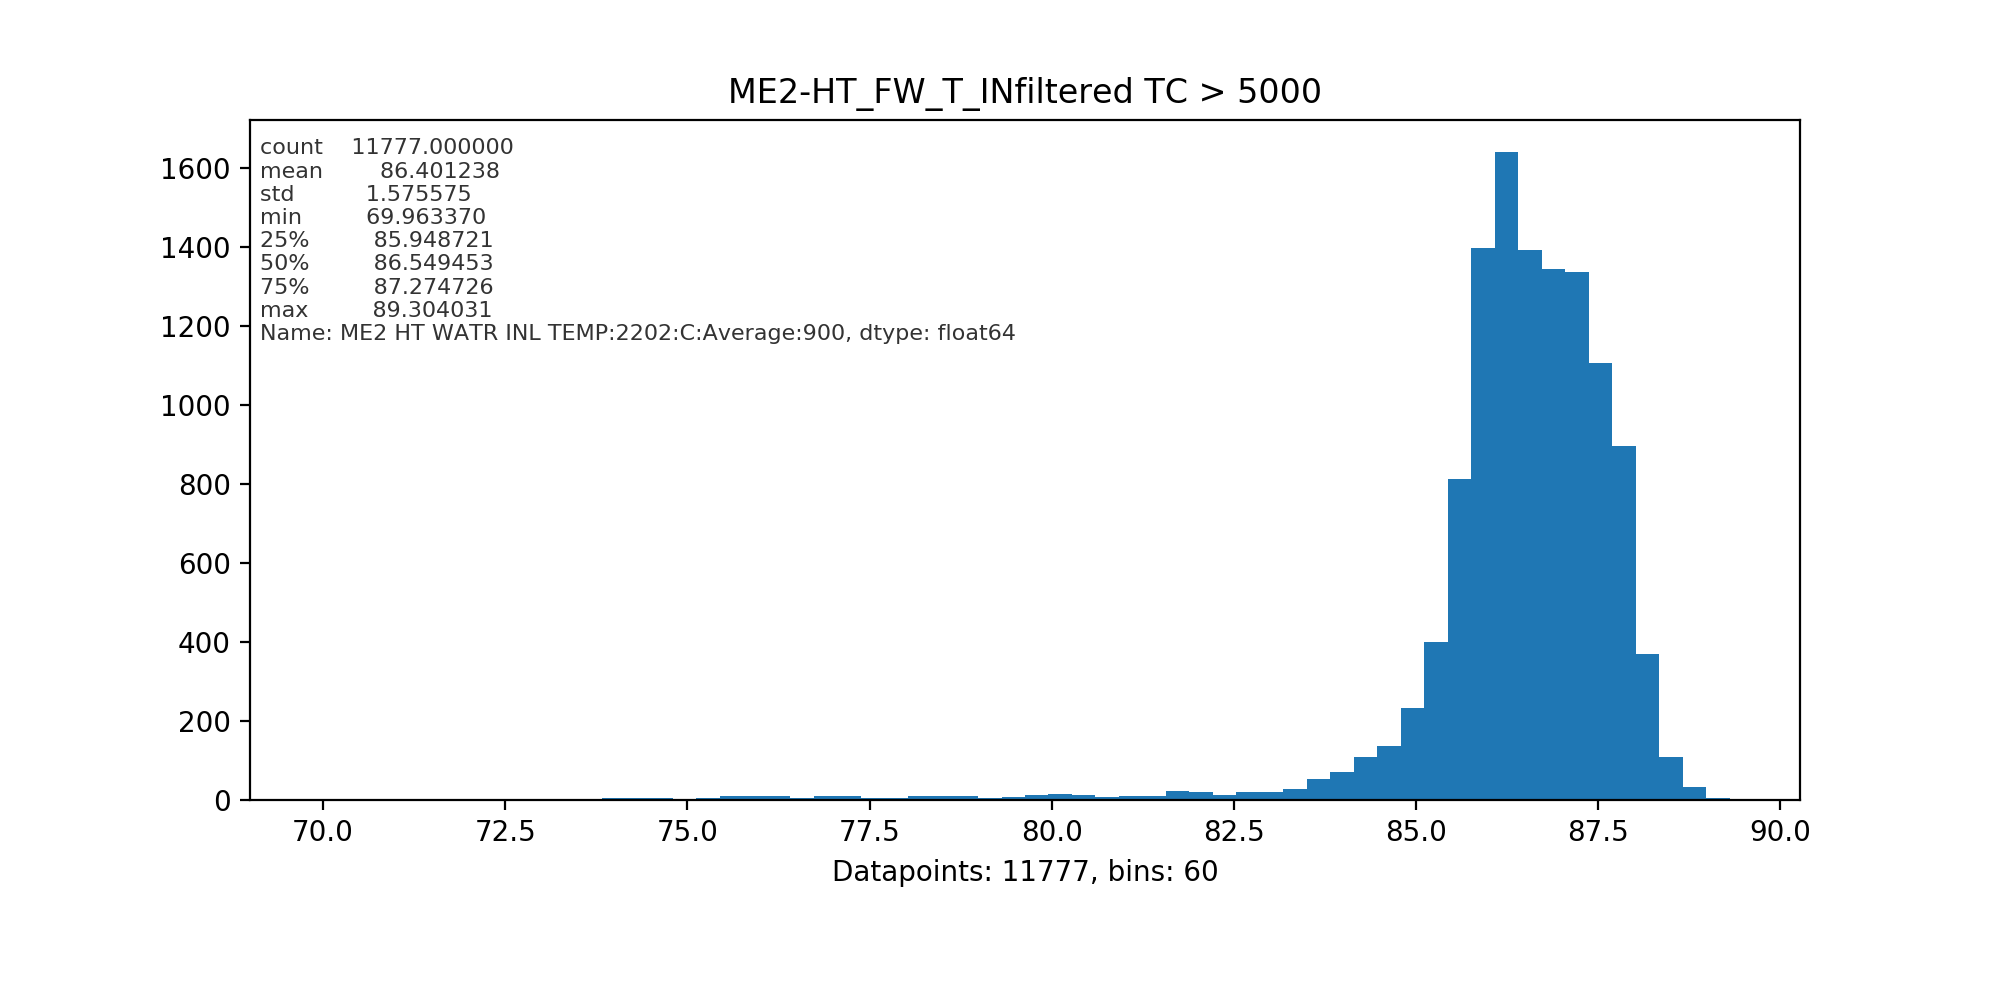 ME2-HT_FW_T_INfiltered TC > 5000
count 11777.000000
mean 86.401238
std 1.575575
min 69.963370
25% 85.948721
50% 86.549453
75% 87.274726
max 89.304031
Name: ME2 HT WATR INL TEMP:2202:C:Average:900, dtype: float64
1600
1400
1200
1000
800
600
400
200
0
70.0 72.5 75.0 77.5 80.0 82.5 85.0 87.5 90.0
Datapoints: 11777, bins: 60